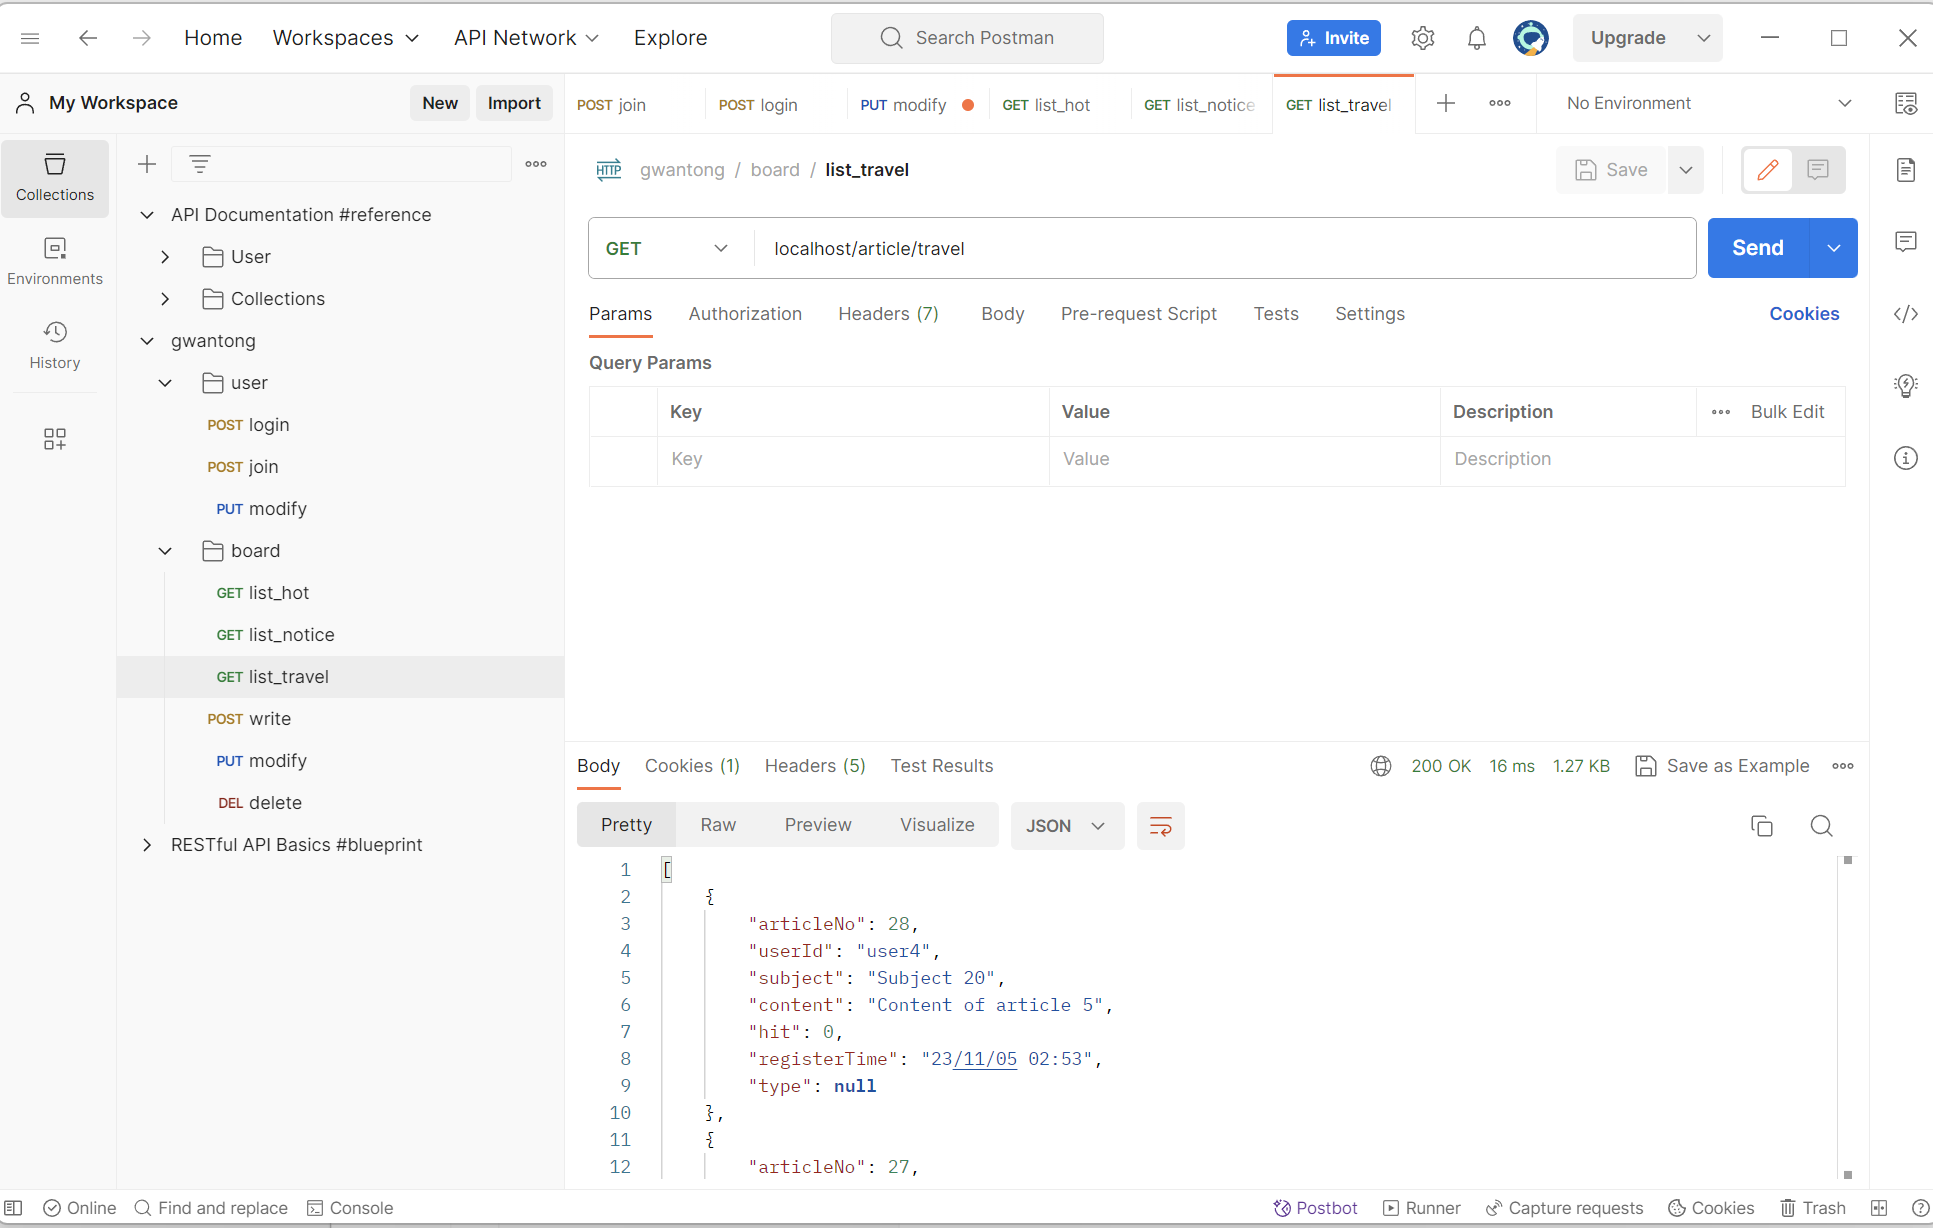 Home Workspaces API Network Explore Search Postman Invite Upgrade
My Workspace New Import
POST join POST login PUT modify GET list_hot GET list_notice GET list_travel No Environment
Collections
Environments
History
API Documentation #reference
User
Collections
gwantong
user
POST login
POST join
PUT modify
board
GET list_hot
GET list_notice
GET list_travel
POST write
PUT modify
DEL delete
RESTful API Basics #blueprint
HTTP gwantong / board / list_travel Save
GET localhost/article/travel Send
Params Authorization Headers (7) Body Pre-request Script Tests Settings Cookies
Query Params
Key Value Description Bulk Edit
Key Value Description
Body Cookies (1) Headers (5) Test Results 200 OK 16 ms 1.27 KB Save as Example
Pretty Raw Preview Visualize JSON
1 [
2 {
3 "articleNo": 28,
4 "userId": "user4",
5 "subject": "Subject 20",
6 "content": "Content of article 5",
7 "hit": 0,
8 "registerTime": "23/11/05 02:53",
9 "type": null
10 },
11 {
12 "articleNo": 27,
Online Find and replace Console Postbot Runner Capture requests Cookies Trash